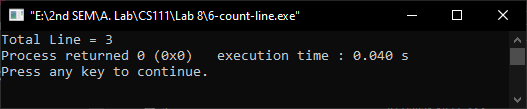 "E:\2nd SEM\A. Lab\CS111\Lab 8\6-count-line.exe"
Total Line = 3
Process returned 0 (0x0)   execution time : 0.040 s
Press any key to continue.